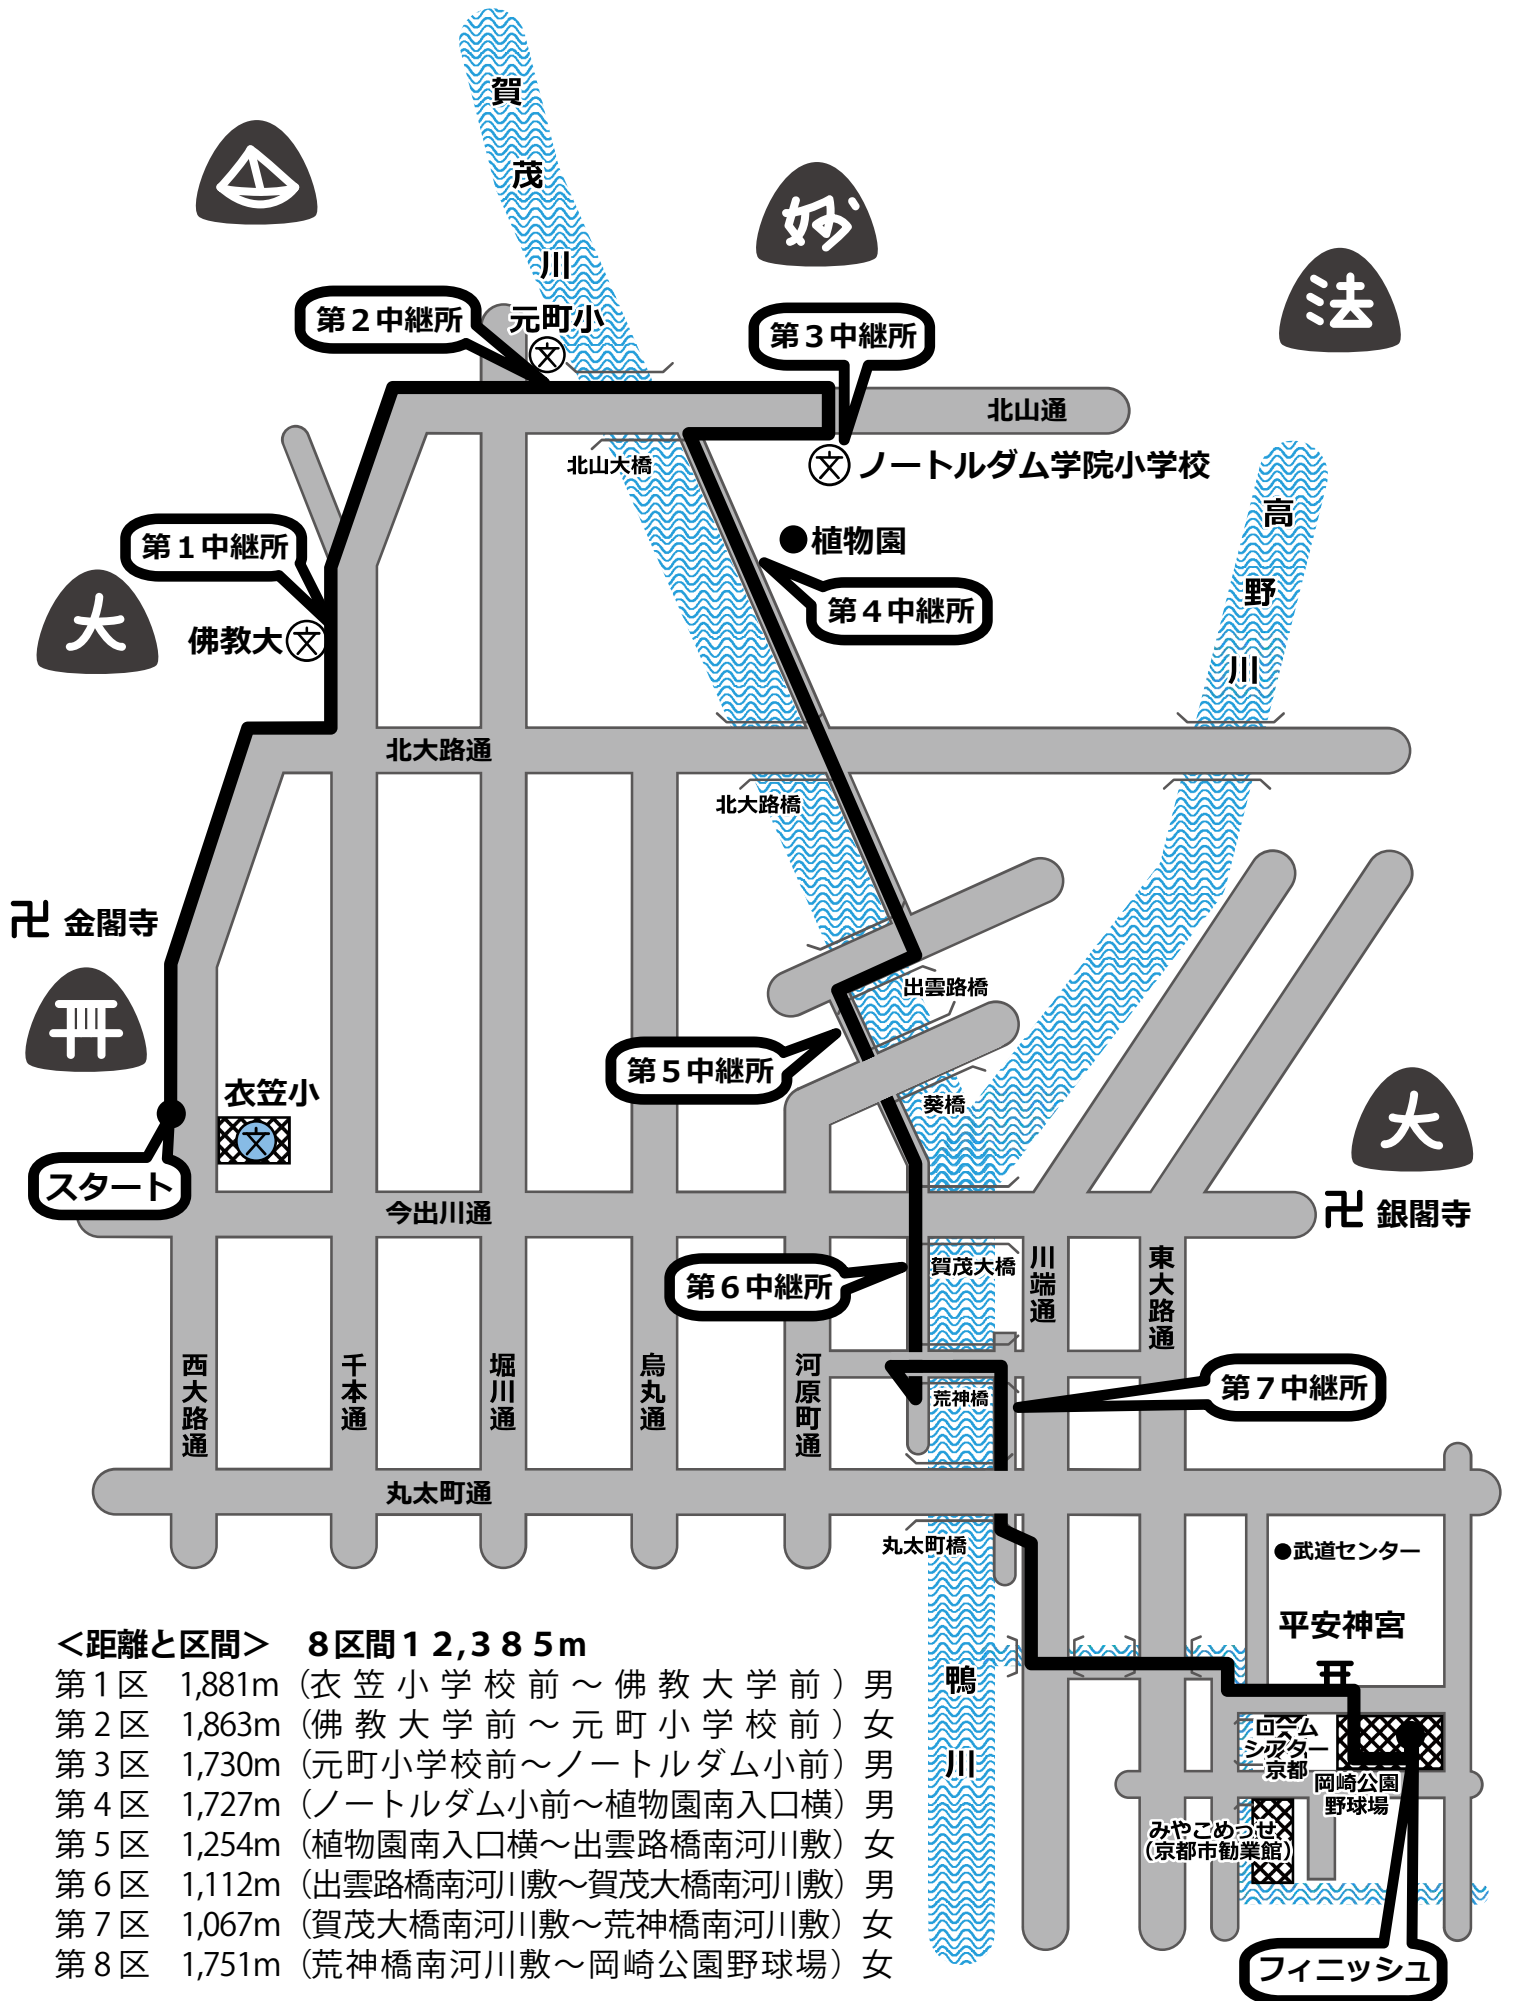 賀茂川
妙
法
第２中継所
元町小
文
第３中継所
北山通
北山大橋
文
ノートルダム学院小学校
高野川
第１中継所
植物園
大
佛教大
文
第４中継所
北大路通
北大路橋
卍 金閣寺
出雲路橋
第５中継所
葵橋
衣笠小
文
大
スタート
今出川通
卍 銀閣寺
賀茂大橋
川端通
東大路通
第６中継所
西大路通
千本通
堀川通
烏丸通
河原町通
荒神橋
第７中継所
丸太町通
丸太町橋
●武道センター
平安神宮
鴨川
ロームシアター京都
岡崎公園
野球場
みやこめっせ
（京都市勧業館）
フィニッシュ
＜距離と区間＞　８区間１２,３８５ｍ
第１区　1,881m（衣笠小学校前～佛教大学前）男
第２区　1,863m（佛教大学前～元町小学校前）女
第３区　1,730m（元町小学校前～ノートルダム小前）男
第４区　1,727m（ノートルダム小前～植物園南入口横）男
第５区　1,254m（植物園南入口横～出雲路橋南河川敷）女
第６区　1,112m（出雲路橋南河川敷～賀茂大橋南河川敷）男
第７区　1,067m（賀茂大橋南河川敷～荒神橋南河川敷）女
第８区　1,751m（荒神橋南河川敷～岡崎公園野球場）女